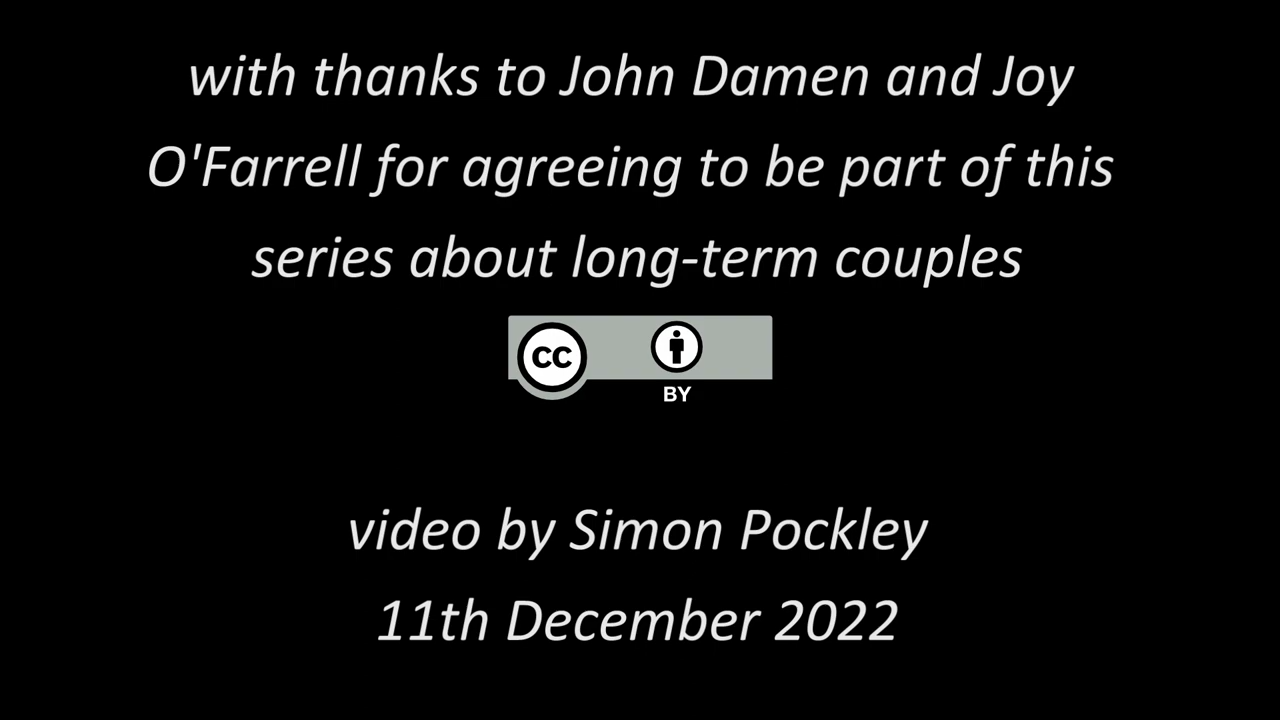 with thanks to John Damen and Joy
O'Farrell for agreeing to be part of this
series about long-term couples
CC
BY
video by Simon Pockley
11th December 2022